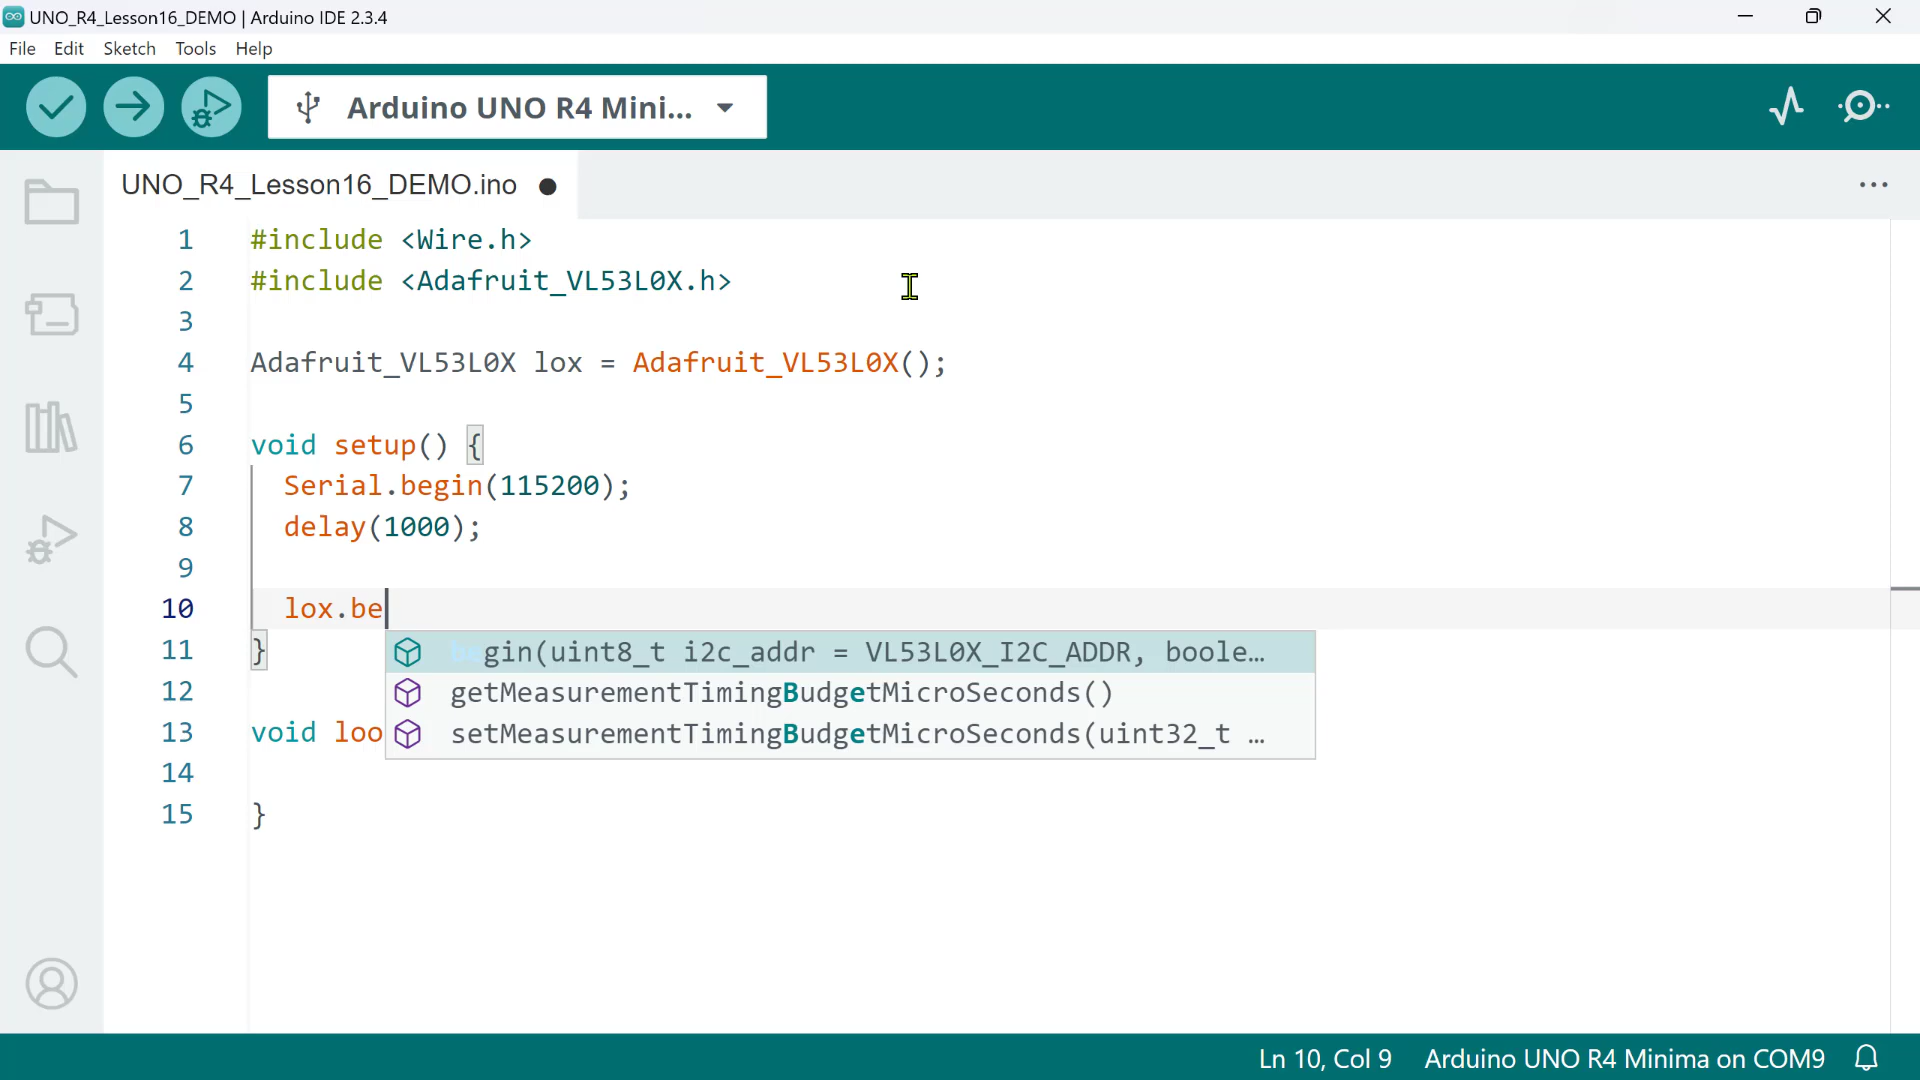 UNO_R4_Lesson16_DEMO | Arduino IDE 2.3.4
File Edit Sketch Tools Help
Arduino UNO R4 Mini...
UNO_R4_Lesson16_DEMO.ino
1 #include <Wire.h>
2 #include <Adafruit_VL53L0X.h>
3
4 Adafruit_VL53L0X lox = Adafruit_VL53L0X();
5
6 void setup() {
7 Serial.begin(115200);
8 delay(1000);
9
10 lox.be
11 }
begin(uint8_t i2c_addr = VL53L0X_I2C_ADDR, boole…
12
getMeasurementTimingBudgetMicroSeconds()
13 void loo
setMeasurementTimingBudgetMicroSeconds(uint32_t …
14
15 }
Ln 10, Col 9 Arduino UNO R4 Minima on COM9